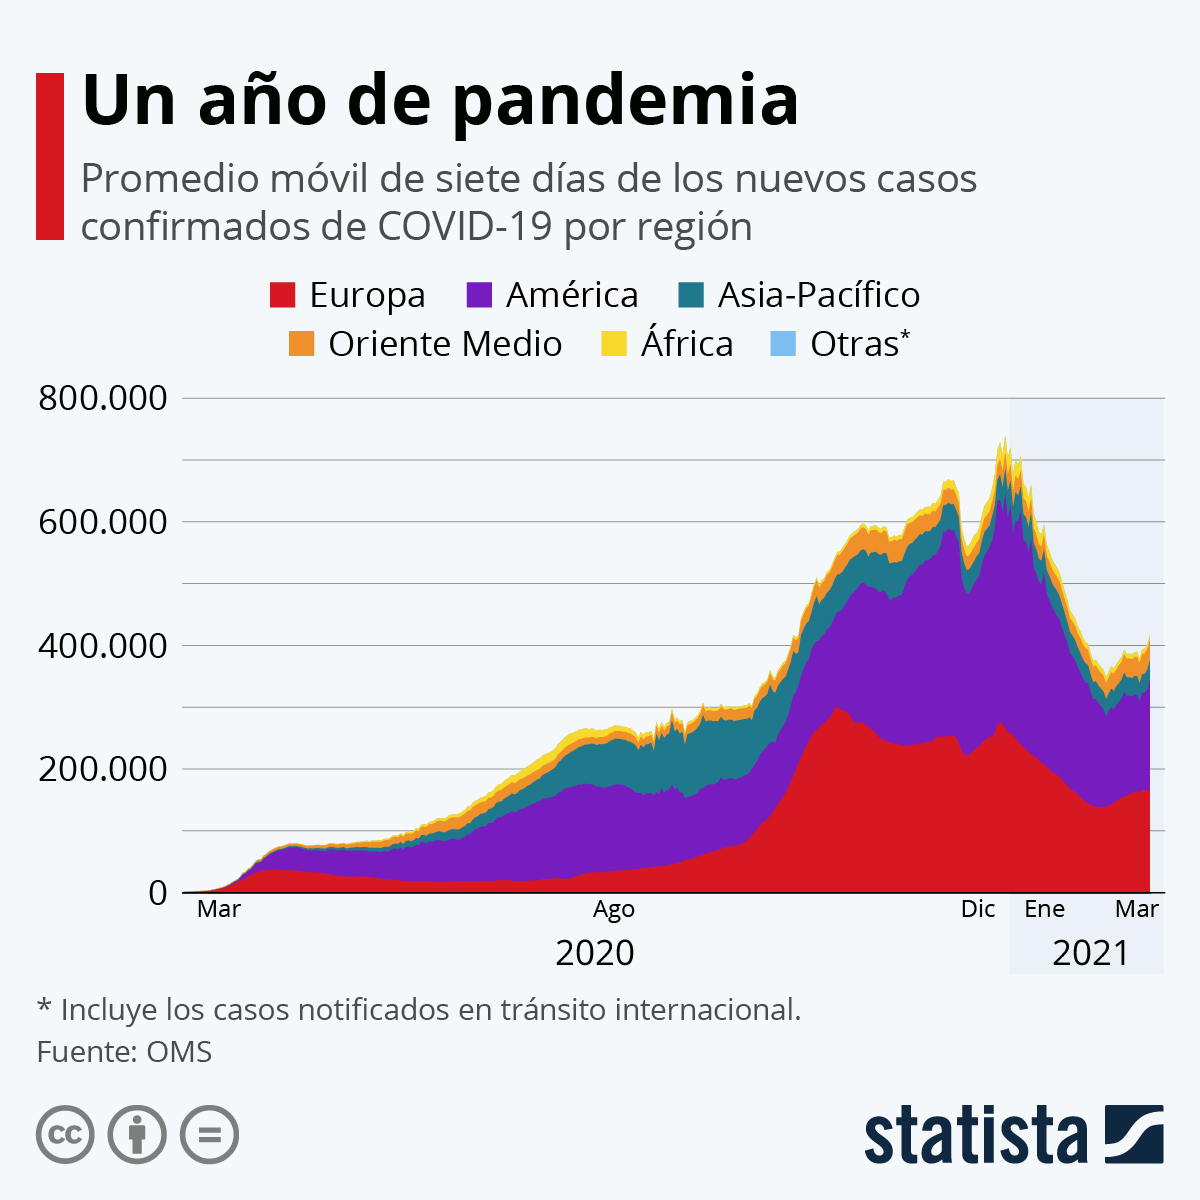 Un año de pandemia
Promedio móvil de siete días de los nuevos casos
confirmados de COVID-19 por región
Europa América Asia-Pacífico
Oriente Medio África Otras*
800.000
600.000
400.000
200.000
0
Mar Ago Dic Ene Mar
2020 2021
* Incluye los casos notificados en tránsito internacional.
Fuente: OMS
cc =
statista